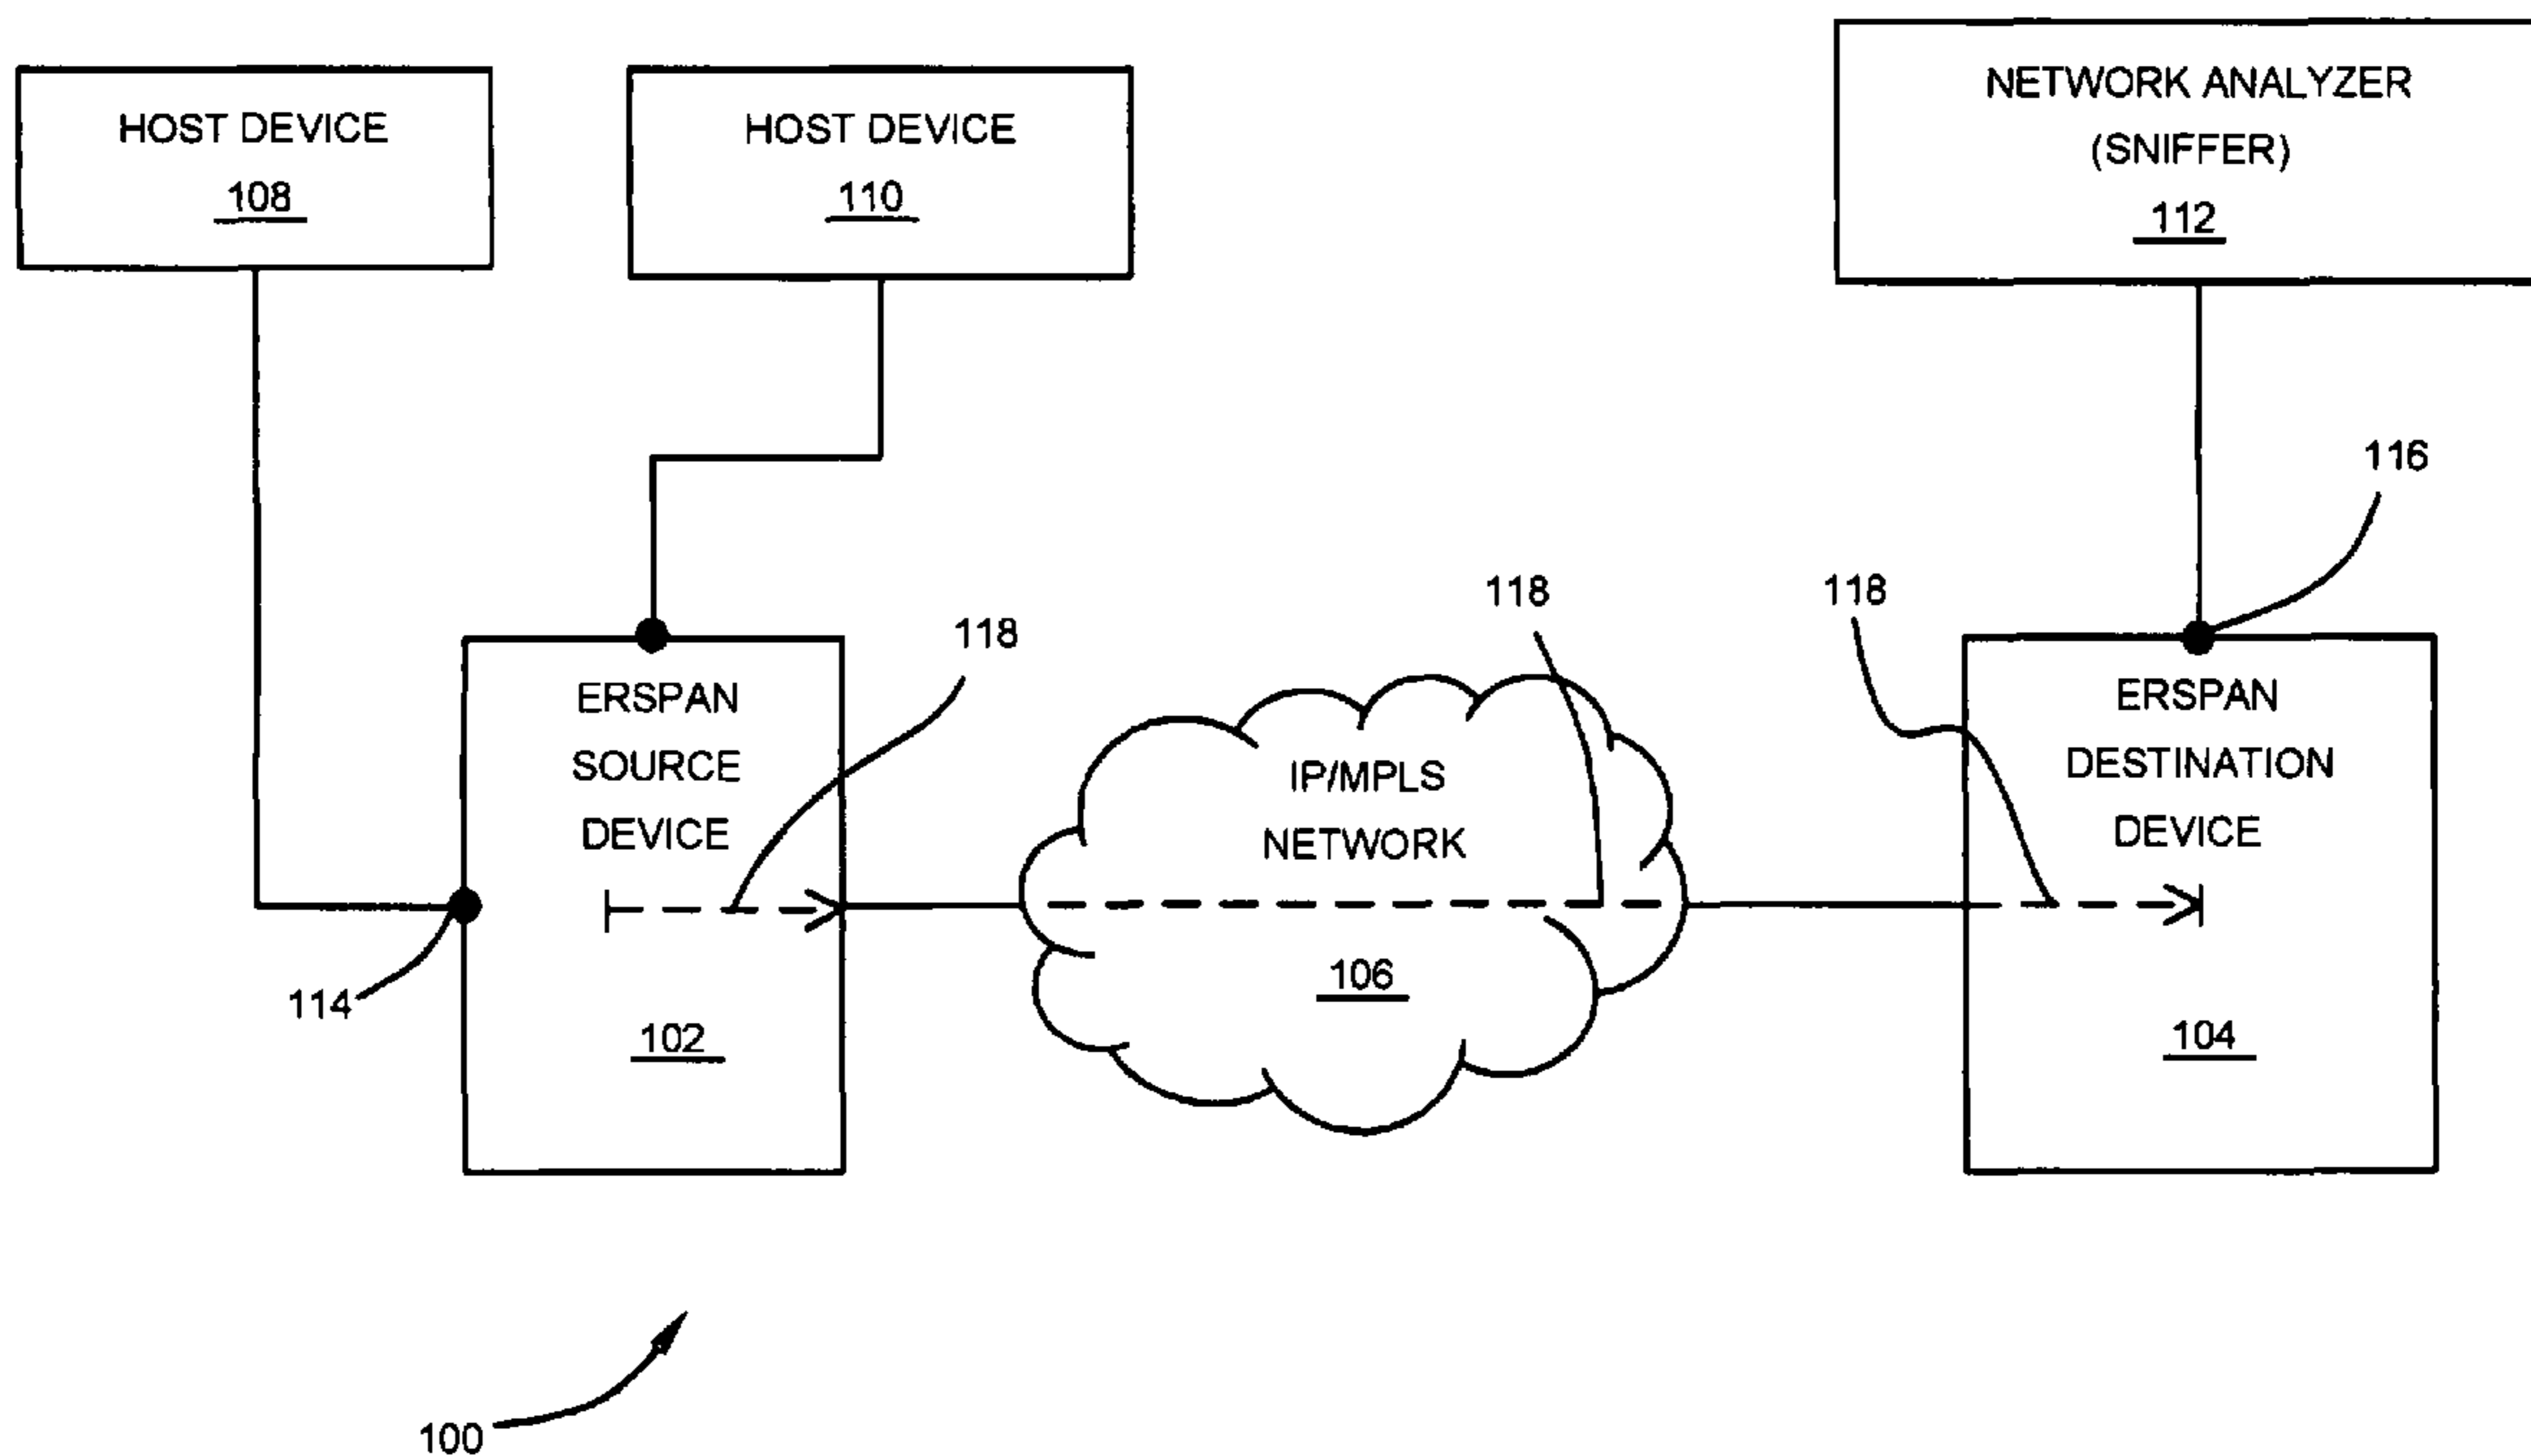 HOST DEVICE
108
HOST DEVICE
110
NETWORK ANALYZER
(SNIFFER)
112
116
118
118
118
ERSPAN
SOURCE
DEVICE
102
114
IP/MPLS
NETWORK
106
ERSPAN
DESTINATION
DEVICE
104
100